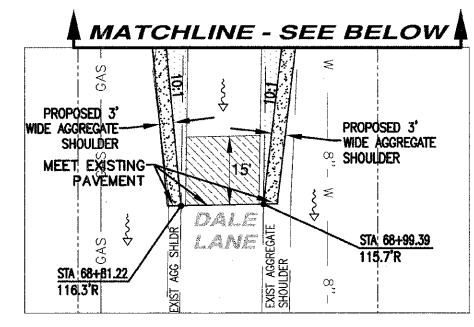 MATCHLINE - SEE BELOW
GAS
W
10:1
10:1
PROPOSED 3'
WIDE AGGREGATE
SHOULDER
PROPOSED 3'
WIDE AGGREGATE
SHOULDER
MEET EXISTING
PAVEMENT
15'
8"
W
GAS
DALE
LANE
STA 68+81.22
116.3'R
STA 68+99.39
115.7'R
EXIST AGG SHLDR
EXIST AGGREGATE
SHOULDER
8"